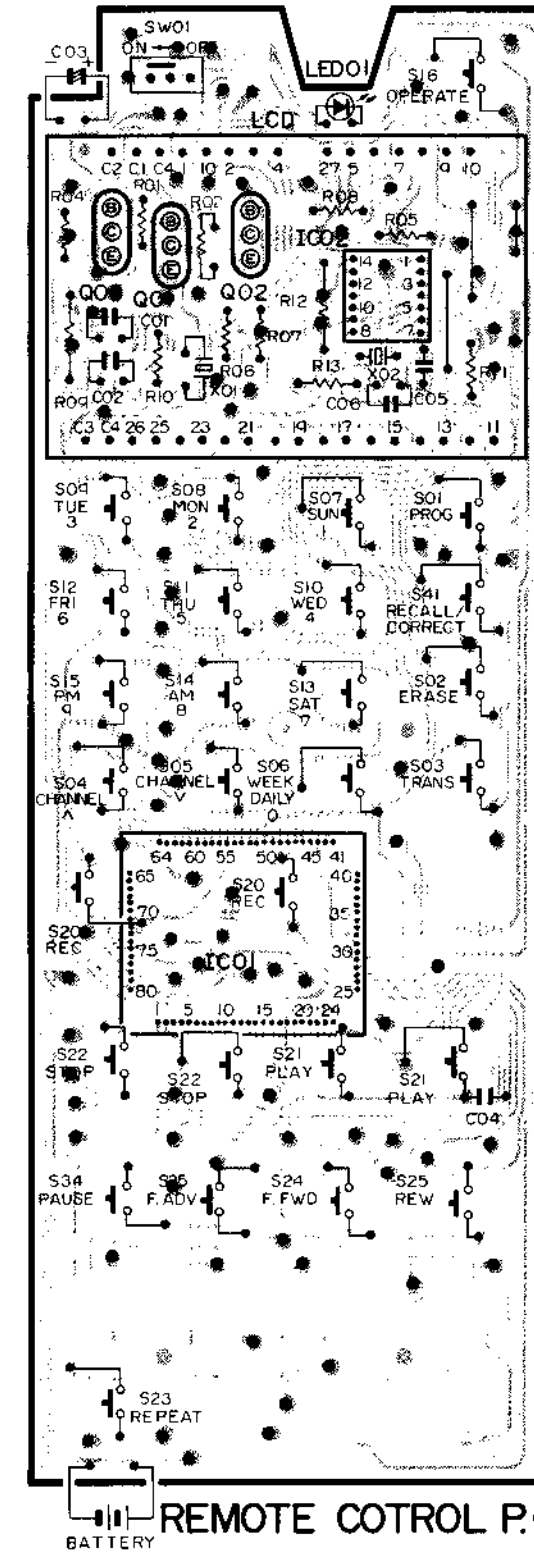 C03
SW01
ON → OFF
LED01
S16
OPERATE
LCD
C2 C1 C4 1 10 2 4 27 5 7 9 10
R04 R01 R02 R08
R05
B C E
B C E
B C E
IC02
14 1
12 3
10 5
8 7
Q02
C01
R12
R07
R06
X01
R09
C02
R10
R13
X02
C05
C06
R11
C3 C4 26 25 23 21 19 17 15 13 11
S09 S08 S07 S01
TUE MON SUN PROG
3 2 1
S12 S11 S10 S41
FRI THU WED RECALL/
6 5 4 CORRECT
S15 S14 S13 S02
PM AM SAT ERASE
9 8 7
S04 S05 S06 S03
CHANNEL CHANNEL WEEK TRANS
∧ ∨ DAILY
0
64 60 55 50 45 41
65 40
70 35
75 30
80 25
S20
REC
S20
REC
IC01
1 5 10 15 20 24
S22 S21
STOP PLAY
S22 S21
STOP PLAY
C04
S34 S24 S25
PAUSE F.ADV F.FWD REW
S23
REPEAT
BATTERY
REMOTE COTROL P.